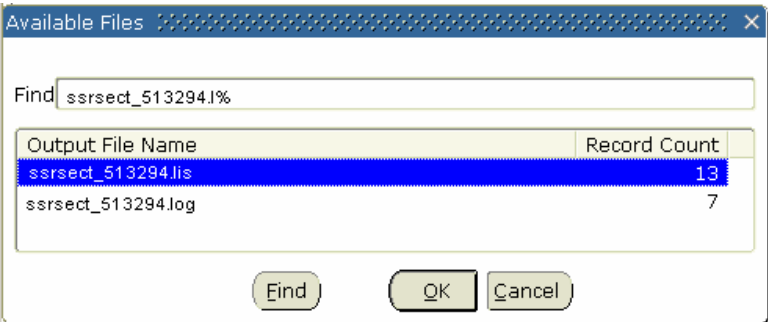 Available Files
Find ssrsect_513294.l%
Output File Name Record Count
ssrsect_513294.lis 13
ssrsect_513294.log 7
Find OK Cancel